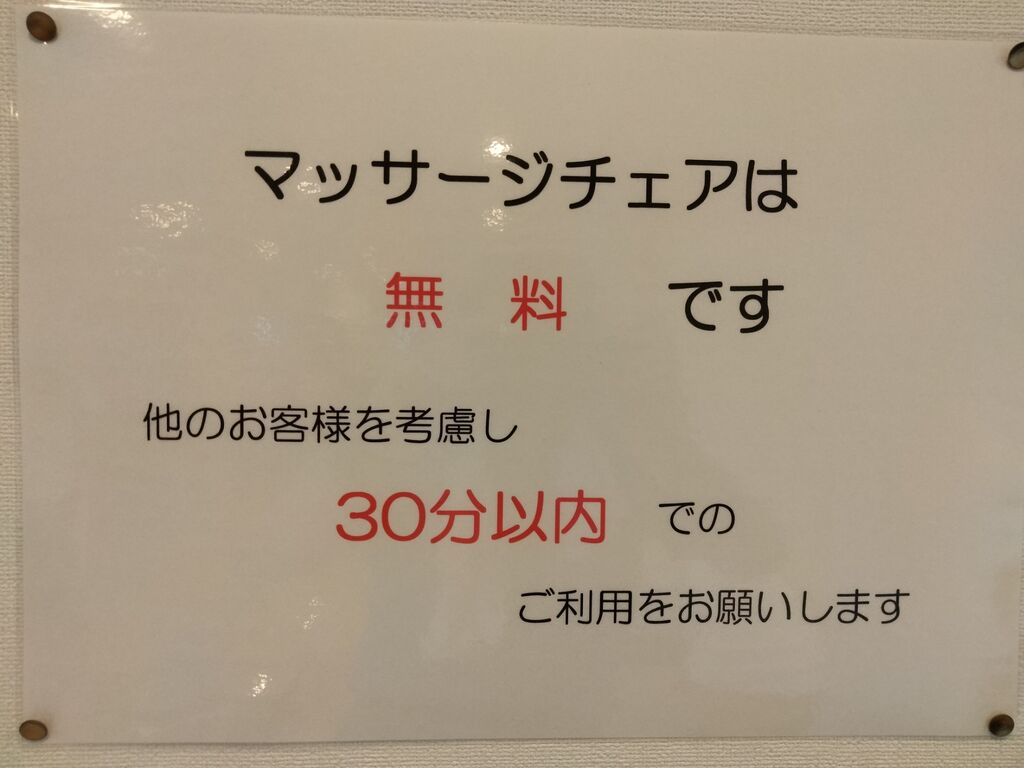 マッサージチェアは
無 料 です
他のお客様を考慮し
30分以内 での
ご利用をお願いします